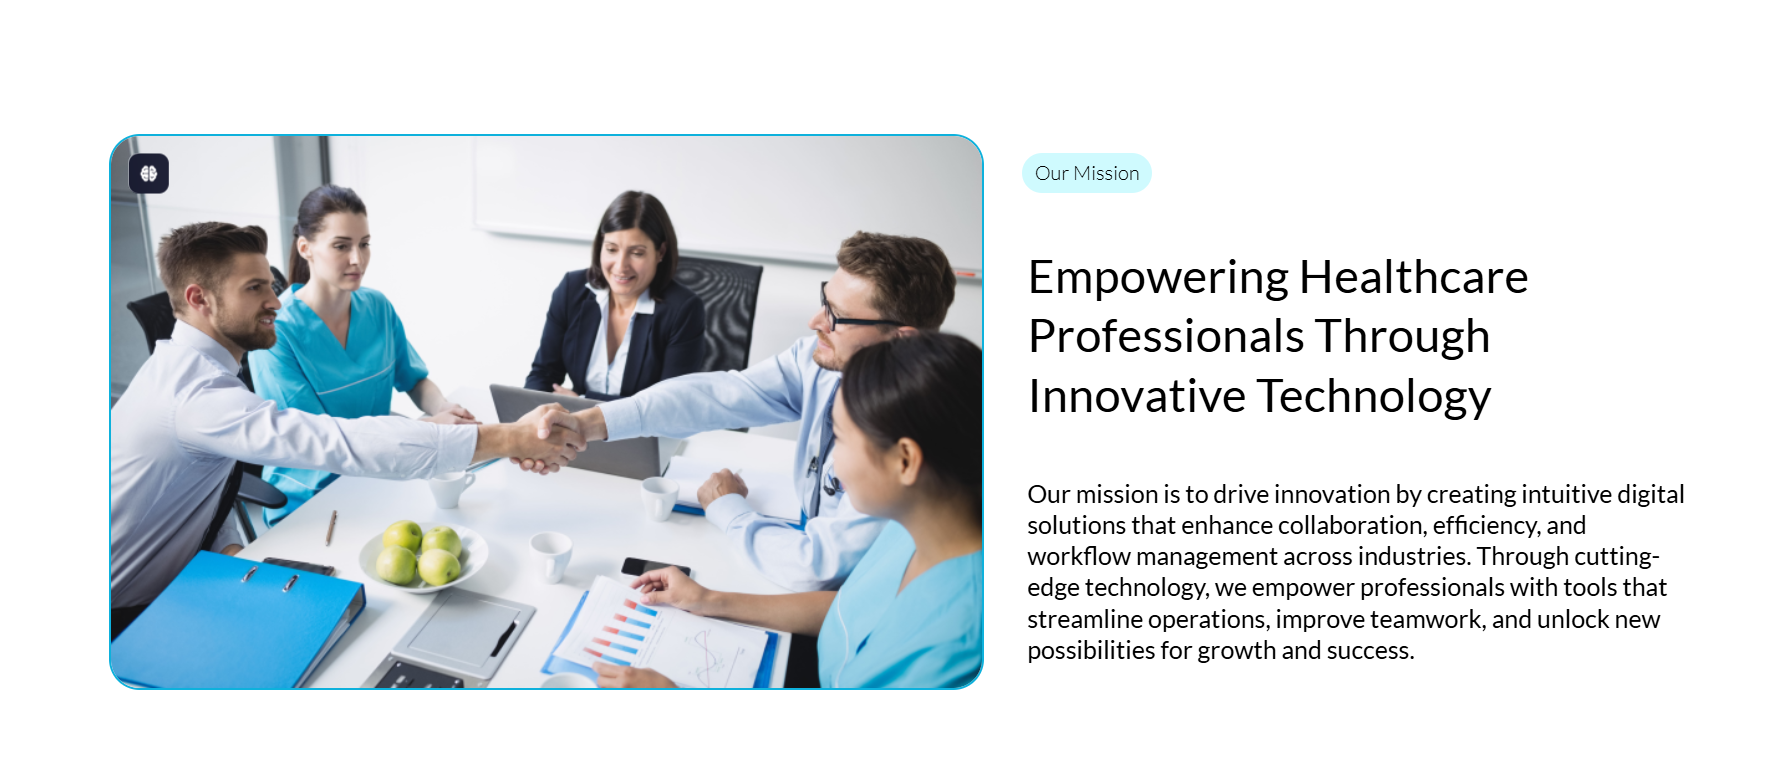 Our Mission
Empowering Healthcare
Professionals Through
Innovative Technology
Our mission is to drive innovation by creating intuitive digital
solutions that enhance collaboration, efficiency, and
workflow management across industries. Through cutting-
edge technology, we empower professionals with tools that
streamline operations, improve teamwork, and unlock new
possibilities for growth and success.